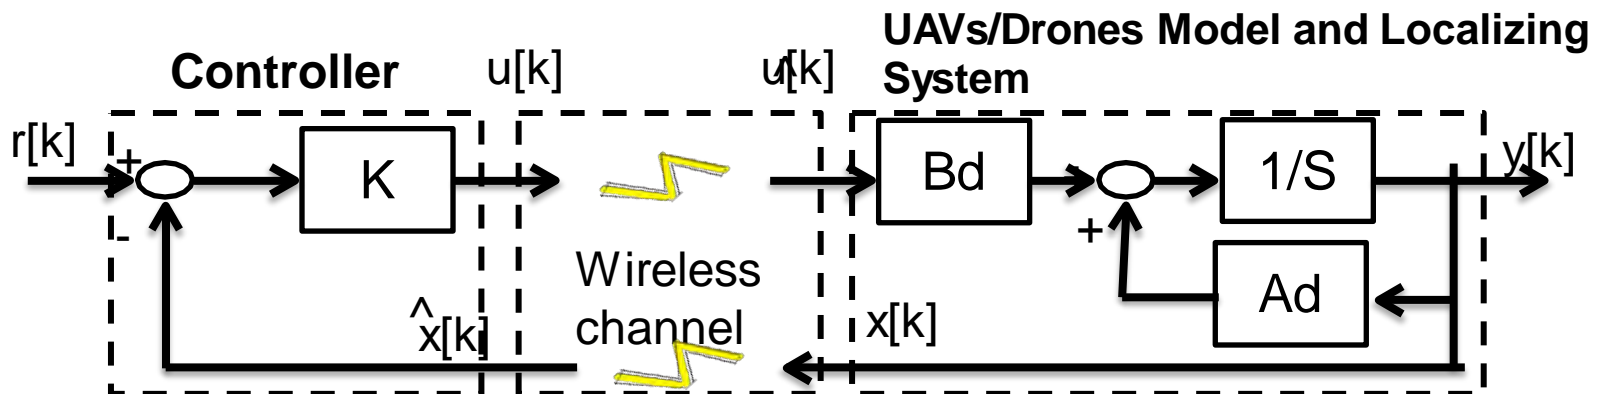 UAVs/Drones Model and Localizing
System
Controller
u[k]
û[k]
r[k]
+
-
K
Bd
+
1/S
y[k]
Ad
Wireless
channel
x̂[k]
x[k]